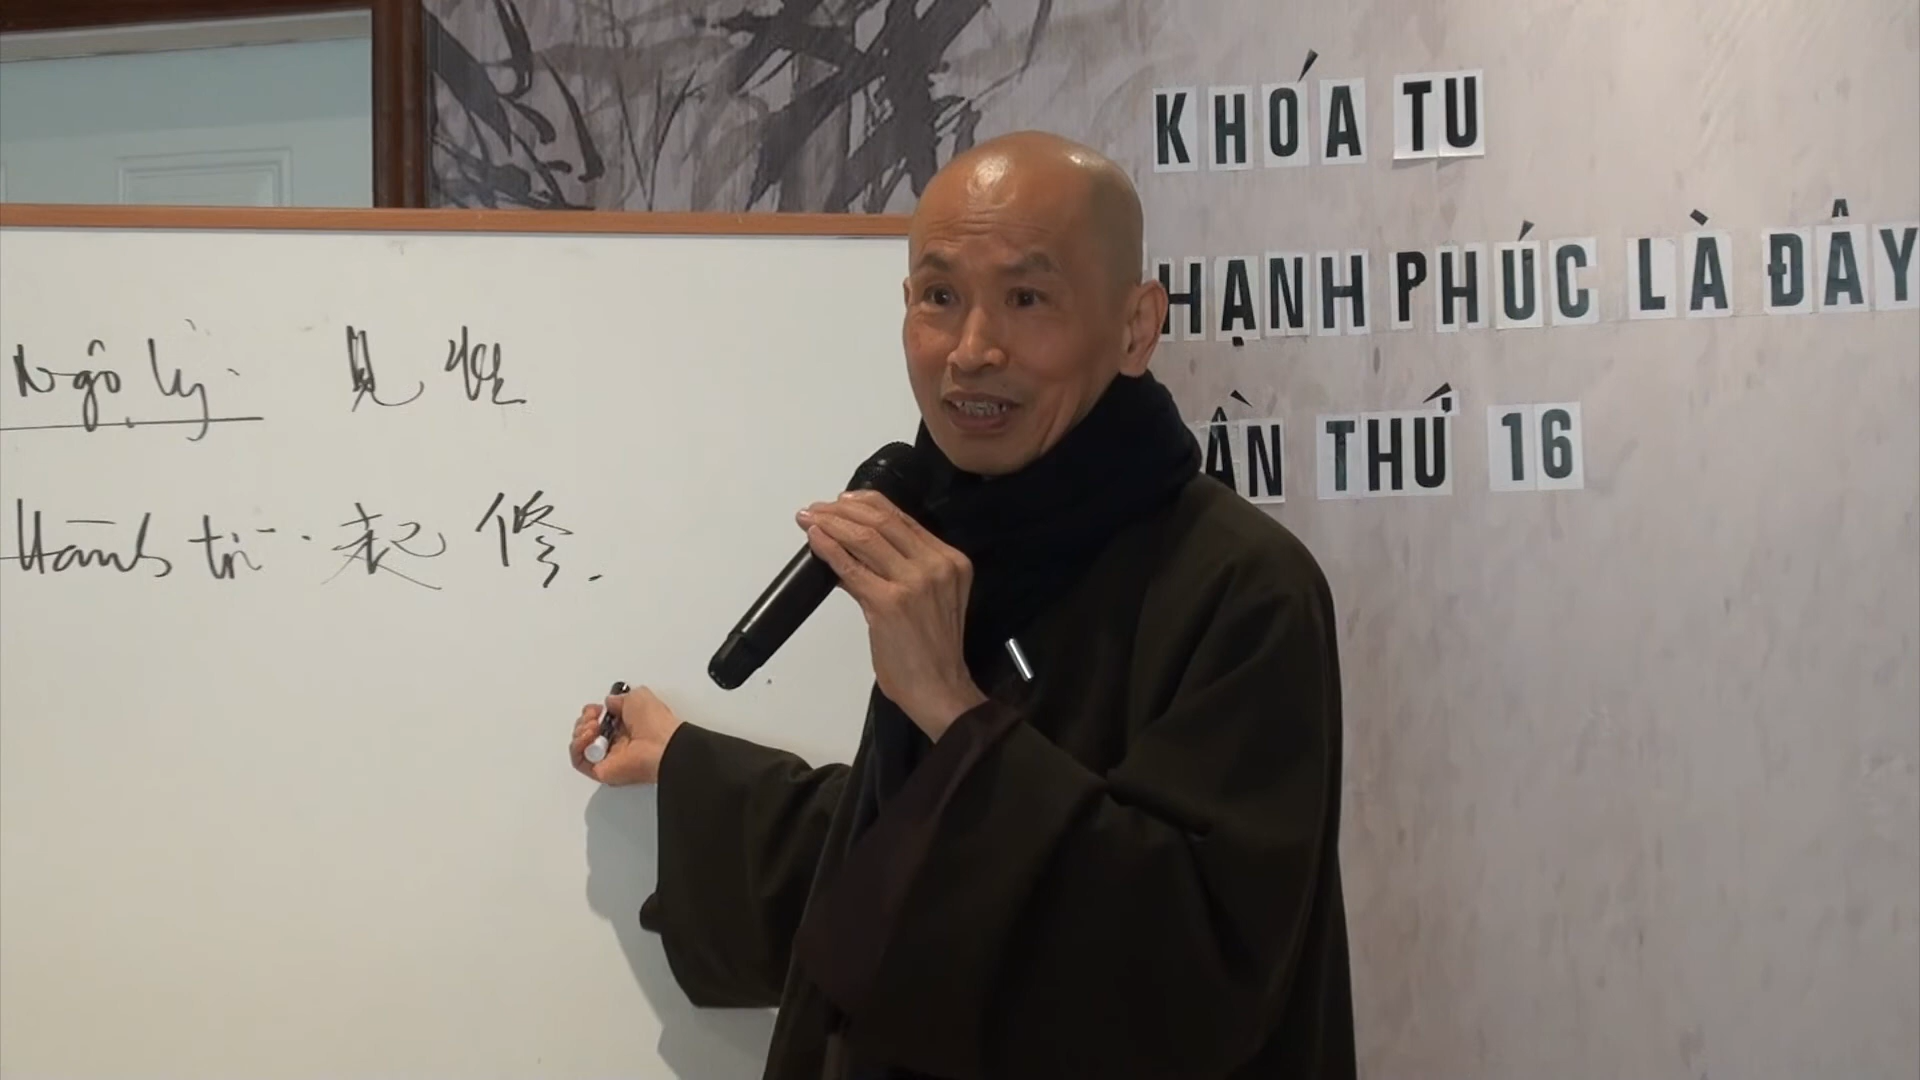 Ngộ lý. 見性
Hành trì. 起修.
KHÓA TU
HẠNH PHÚC LÀ ĐÂY
ẦN THỨ 16